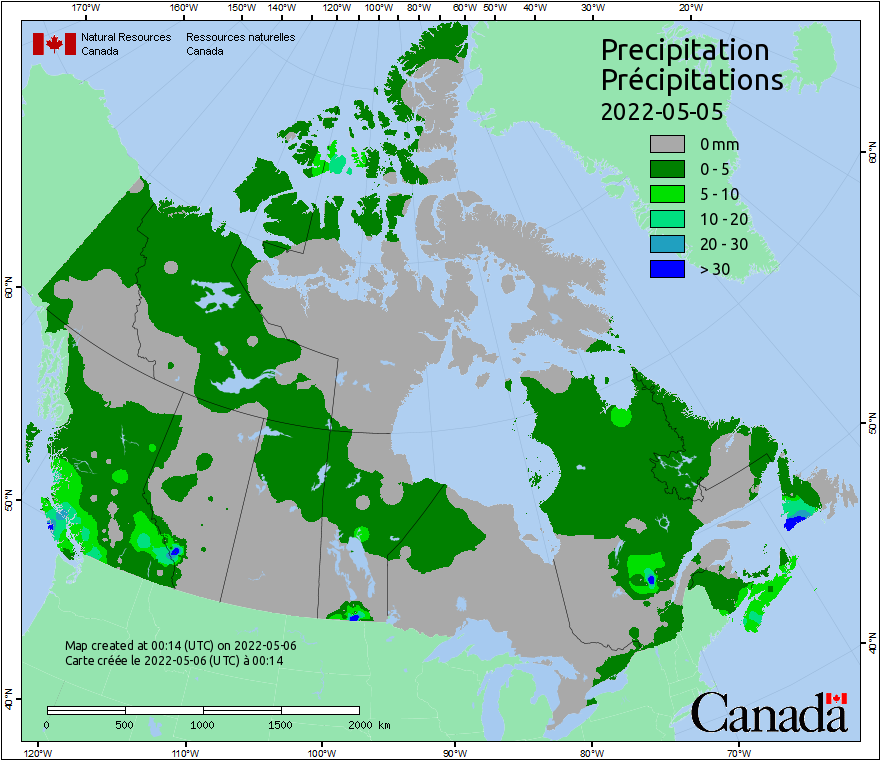 170°W 160°W 150°W 140°W 120°W 100°W 80°W 60°W 50°W 40°W 30°W 20°W
Natural Resources Ressources naturelles
Canada Canada
Precipitation
Précipitations
2022-05-05
0 mm
0 - 5
5 - 10
10 - 20
20 - 30
> 30
60°N 60°N
50°N 50°N
40°N 40°N
Map created at 00:14 (UTC) on 2022-05-06
Carte créée le 2022-05-06 (UTC) à 00:14
0 500 1000 1500 2000 km
Canada
120°W 110°W 100°W 90°W 80°W 70°W